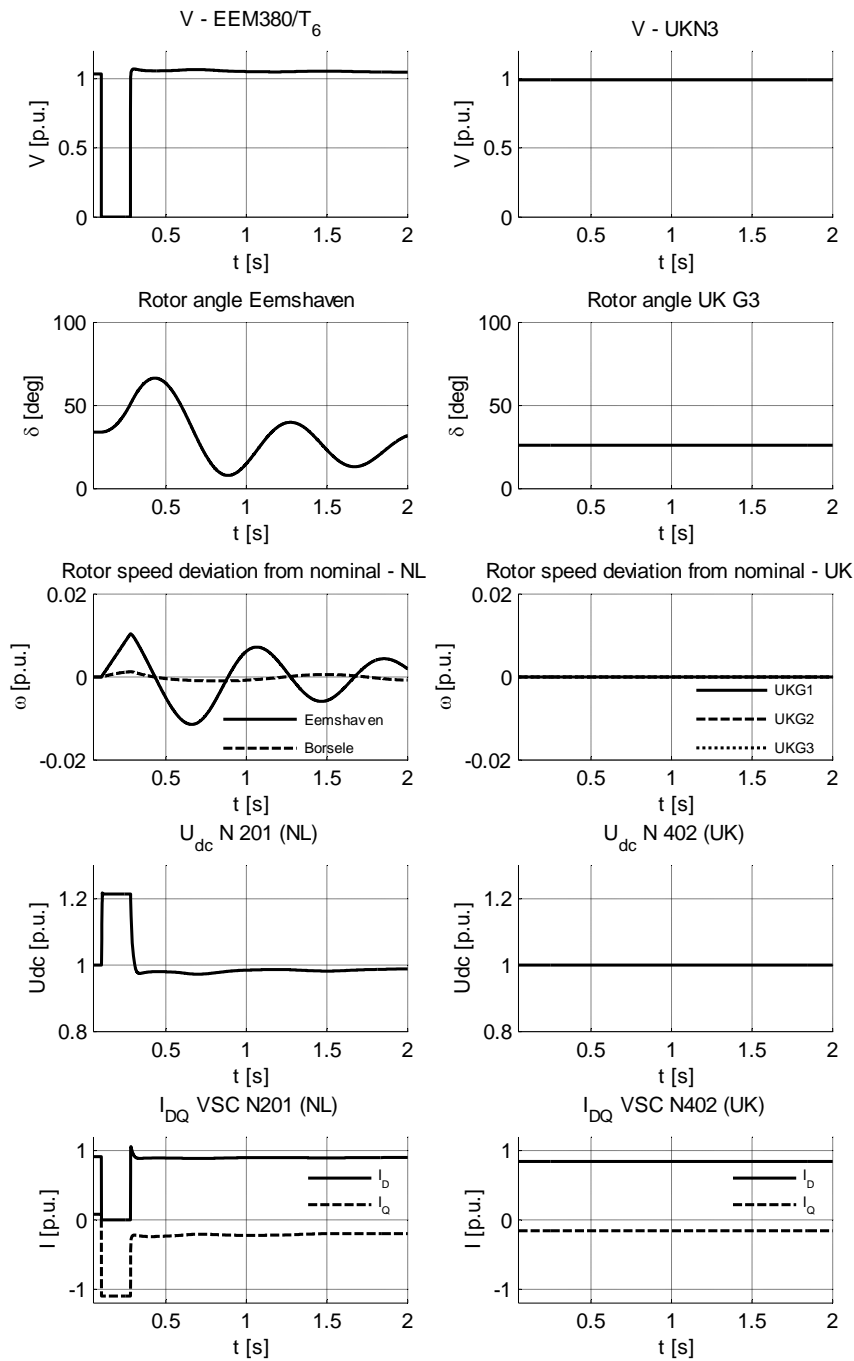 V - EEM380/T6
V - UKN3
V [p.u.]
1
0.5
0
0.5
1
1.5
2
t [s]
V [p.u.]
1
0.5
0
0.5
1
1.5
2
t [s]
Rotor angle Eemshaven
Rotor angle UK G3
δ [deg]
100
50
0
0.5
1
1.5
2
t [s]
δ [deg]
100
50
0
0.5
1
1.5
2
t [s]
Rotor speed deviation from nominal - NL
Rotor speed deviation from nominal - UK
ω [p.u.]
0.02
0
-0.02
Eemshaven
Borsele
0.5
1
1.5
2
t [s]
ω [p.u.]
0.02
0
-0.02
UKG1
UKG2
UKG3
0.5
1
1.5
2
t [s]
Udc N 201 (NL)
Udc N 402 (UK)
Udc [p.u.]
1.2
1
0.8
0.5
1
1.5
2
t [s]
Udc [p.u.]
1.2
1
0.8
0.5
1
1.5
2
t [s]
IDQ VSC N201 (NL)
IDQ VSC N402 (UK)
I [p.u.]
1
0
-1
ID
IQ
0.5
1
1.5
2
t [s]
I [p.u.]
1
0
-1
ID
IQ
0.5
1
1.5
2
t [s]